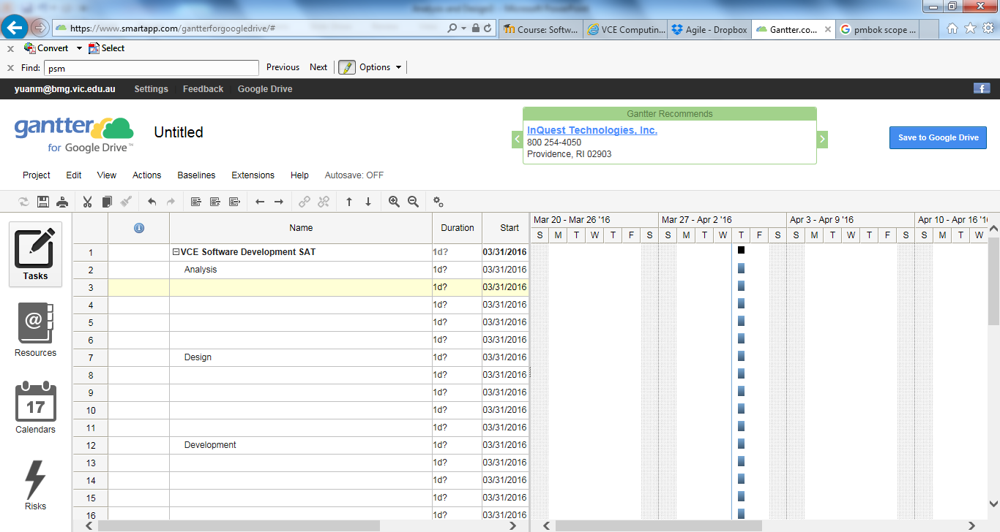 https://www.smartapp.com/gantterforgoogledrive/#
Course: Softw...
VCE Computin...
Agile - Dropbox
Gantter.co...
pmbok scope ...
x Convert Select
x Find: psm Previous Next Options
yuanm@bmg.vic.edu.au Settings Feedback Google Drive f
gantter
for Google Drive™
Untitled
Gantter Recommends
InQuest Technologies, Inc.
800 254-4050
Providence, RI 02903
Save to Google Drive
Project Edit View Actions Baselines Extensions Help Autosave: OFF
Tasks
Resources
17
Calendars
Risks
Name Duration Start
Mar 20 - Mar 26 '16 Mar 27 - Apr 2 '16 Apr 3 - Apr 9 '16 Apr 10 - Apr 16 '16
S M T W T F S S M T W T F S S M T W T F S S M T W
1 VCE Software Development SAT 1d? 03/31/2016
2 Analysis 1d? 03/31/2016
3 1d? 03/31/2016
4 1d? 03/31/2016
5 1d? 03/31/2016
6 1d? 03/31/2016
7 Design 1d? 03/31/2016
8 1d? 03/31/2016
9 1d? 03/31/2016
10 1d? 03/31/2016
11 1d? 03/31/2016
12 Development 1d? 03/31/2016
13 1d? 03/31/2016
14 1d? 03/31/2016
15 1d? 03/31/2016
16 1d? 03/31/2016